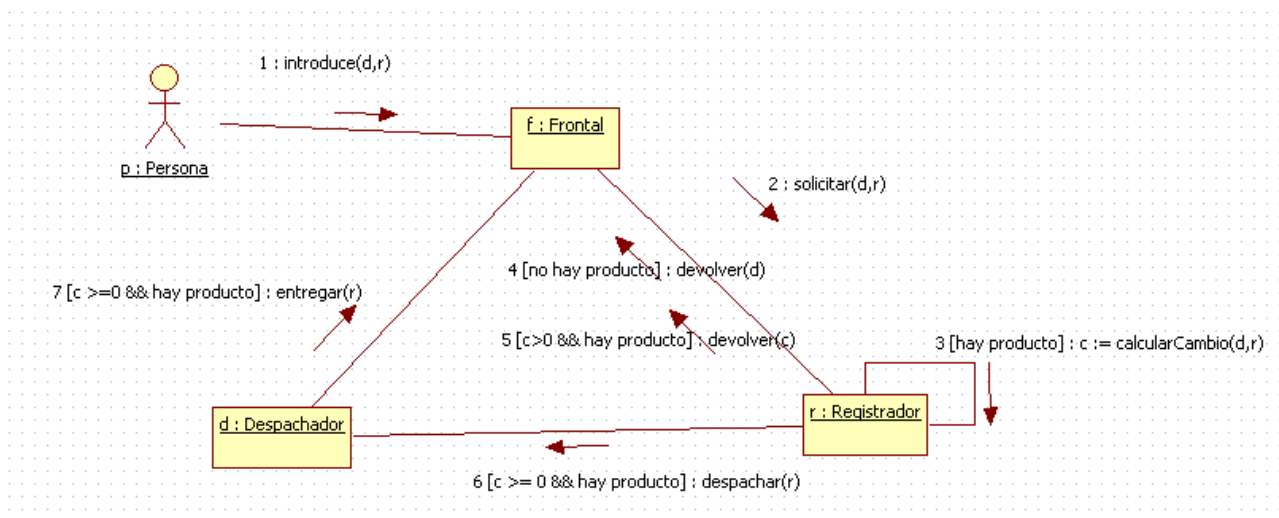 1 : introduce(d,r)
f : Frontal
p : Persona
2 : solicitar(d,r)
4 [no hay producto] : devolver(d)
7 [c >=0 && hay producto] : entregar(r)
5 [c>0 && hay producto] : devolver(c)
3 [hay producto] : c := calcularCambio(d,r)
d : Despachador
r : Registrador
6 [c >= 0 && hay producto] : despachar(r)